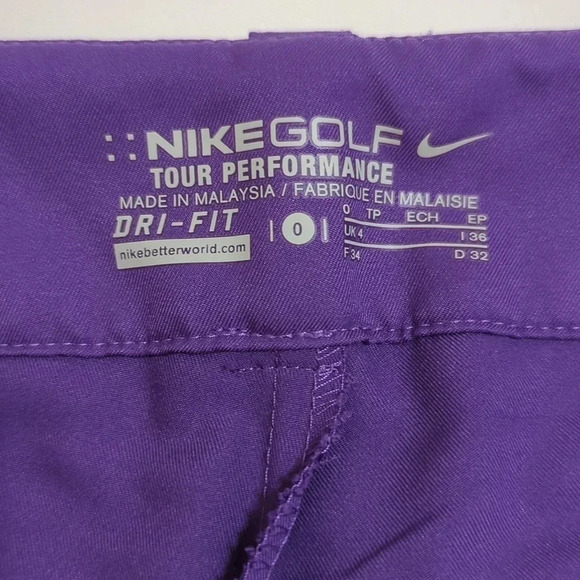 NIKEGOLF
TOUR PERFORMANCE
MADE IN MALAYSIA / FABRIQUE EN MALAISIE
DRI-FIT
nikebetterworld.com
0
0 TP ECH EP
UK 4 I 36
F 34 D 32